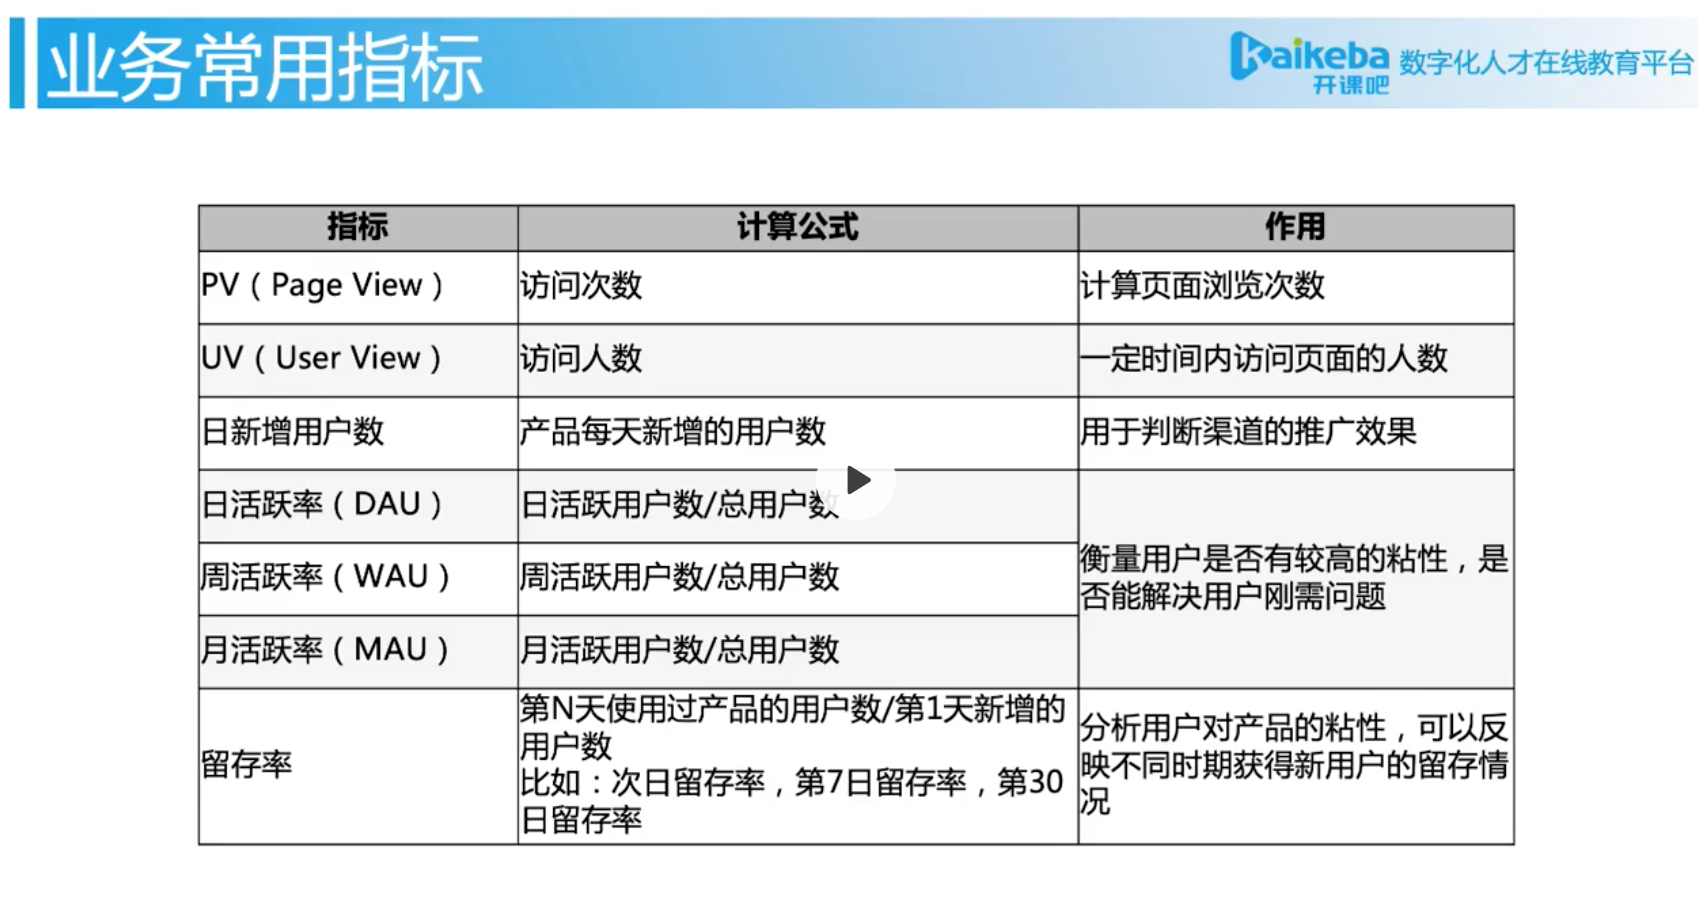 业务常用指标
Kaikeba
开课吧
数字化人才在线教育平台
指标 计算公式 作用
PV（Page View） 访问次数 计算页面浏览次数
UV（User View） 访问人数 一定时间内访问页面的人数
日新增用户数 产品每天新增的用户数 用于判断渠道的推广效果
日活跃率（DAU） 日活跃用户数/总用户数
周活跃率（WAU） 周活跃用户数/总用户数
月活跃率（MAU） 月活跃用户数/总用户数
衡量用户是否有较高的粘性，是
否能解决用户刚需问题
留存率
第N天使用过产品的用户数/第1天新增的
用户数
比如：次日留存率，第7日留存率，第30
日留存率
分析用户对产品的粘性，可以反
映不同时期获得新用户的留存情
况